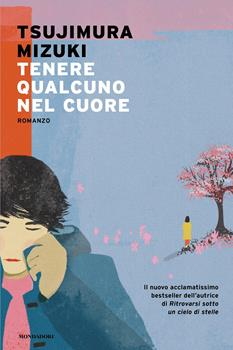 TSUJIMURA
MIZUKI
TENERE
QUALCUNO
NEL CUORE
ROMANZO
Il nuovo acclamatissimo
bestseller dell'autrice
di Ritrovarsi sotto
un cielo di stelle
MONDADORI